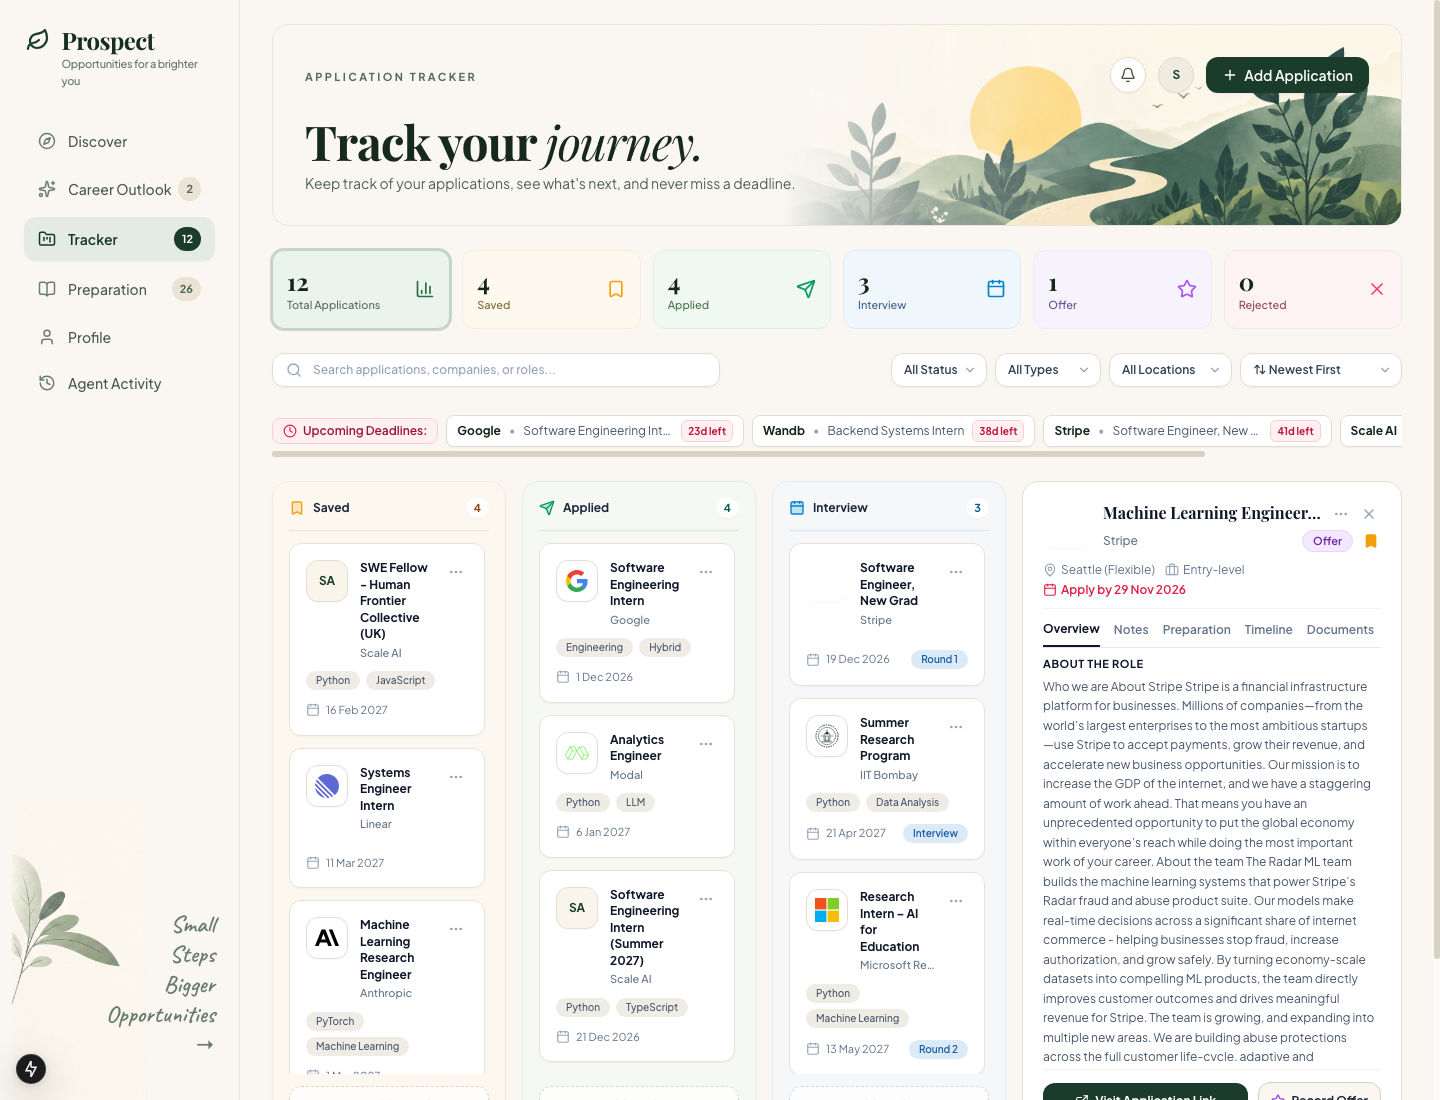 Prospect
Opportunities for a brighter
you
Discover
Career Outlook 2
Tracker 12
Preparation 26
Profile
Agent Activity
Small
Steps
Bigger
Opportunities
→
APPLICATION TRACKER
S
+ Add Application
Track your journey.
Keep track of your applications, see what's next, and never miss a deadline.
12
Total Applications
4
Saved
4
Applied
3
Interview
1
Offer
0
Rejected
Search applications, companies, or roles...
All Status
All Types
All Locations
Newest First
Upcoming Deadlines:
Google • Software Engineering Int... 23d left
Wandb • Backend Systems Intern 38d left
Stripe • Software Engineer, New ... 41d left
Scale AI
Saved 4
SA
SWE Fellow
- Human
Frontier
Collective
(UK)
Scale AI
Python JavaScript
16 Feb 2027
Systems
Engineer
Intern
Linear
11 Mar 2027
Machine
Learning
Research
Engineer
Anthropic
PyTorch
Machine Learning
Applied 4
Software
Engineering
Intern
Google
Engineering Hybrid
1 Dec 2026
Analytics
Engineer
Modal
Python LLM
6 Jan 2027
SA
Software
Engineering
Intern
(Summer
2027)
Scale AI
Python TypeScript
21 Dec 2026
Interview 3
Software
Engineer,
New Grad
Stripe
19 Dec 2026 Round 1
Summer
Research
Program
IIT Bombay
Python Data Analysis
21 Apr 2027 Interview
Research
Intern – AI
for
Education
Microsoft Re...
Python
Machine Learning
13 May 2027 Round 2
Machine Learning Engineer...
Stripe
Offer
Seattle (Flexible) Entry-level
Apply by 29 Nov 2026
Overview Notes Preparation Timeline Documents
ABOUT THE ROLE
Who we are About Stripe Stripe is a financial infrastructure
platform for businesses. Millions of companies—from the
world's largest enterprises to the most ambitious startups
—use Stripe to accept payments, grow their revenue, and
accelerate new business opportunities. Our mission is to
increase the GDP of the internet, and we have a staggering
amount of work ahead. That means you have an
unprecedented opportunity to put the global economy
within everyone's reach while doing the most important
work of your career. About the team The Radar ML team
builds the machine learning systems that power Stripe's
Radar fraud and abuse product suite. Our models make
real-time decisions across a significant share of internet
commerce - helping businesses stop fraud, increase
authorization, and grow safely. By turning economy-scale
datasets into compelling ML products, the team directly
improves customer outcomes and drives meaningful
revenue for Stripe. The team is growing, and expanding into
multiple new areas. We are building abuse protections
across the full customer life-cycle, adaptive and
Visit Application Link
Record Offer